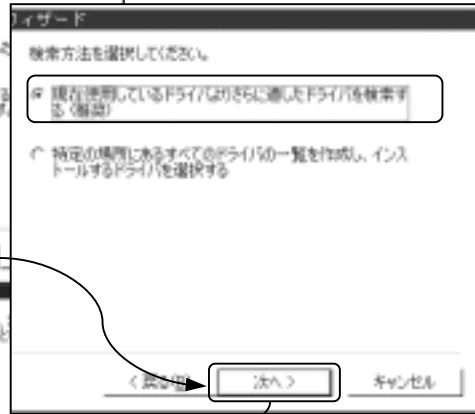 ィザード
検索方法を選択してください。
現在使用しているドライバよりさらに適したドライバを検索す
る（推奨）
特定の場所にあるすべてのドライバの一覧を作成し、インス
トールするドライバを選択する
< 戻る(B)
次へ >
キャンセル